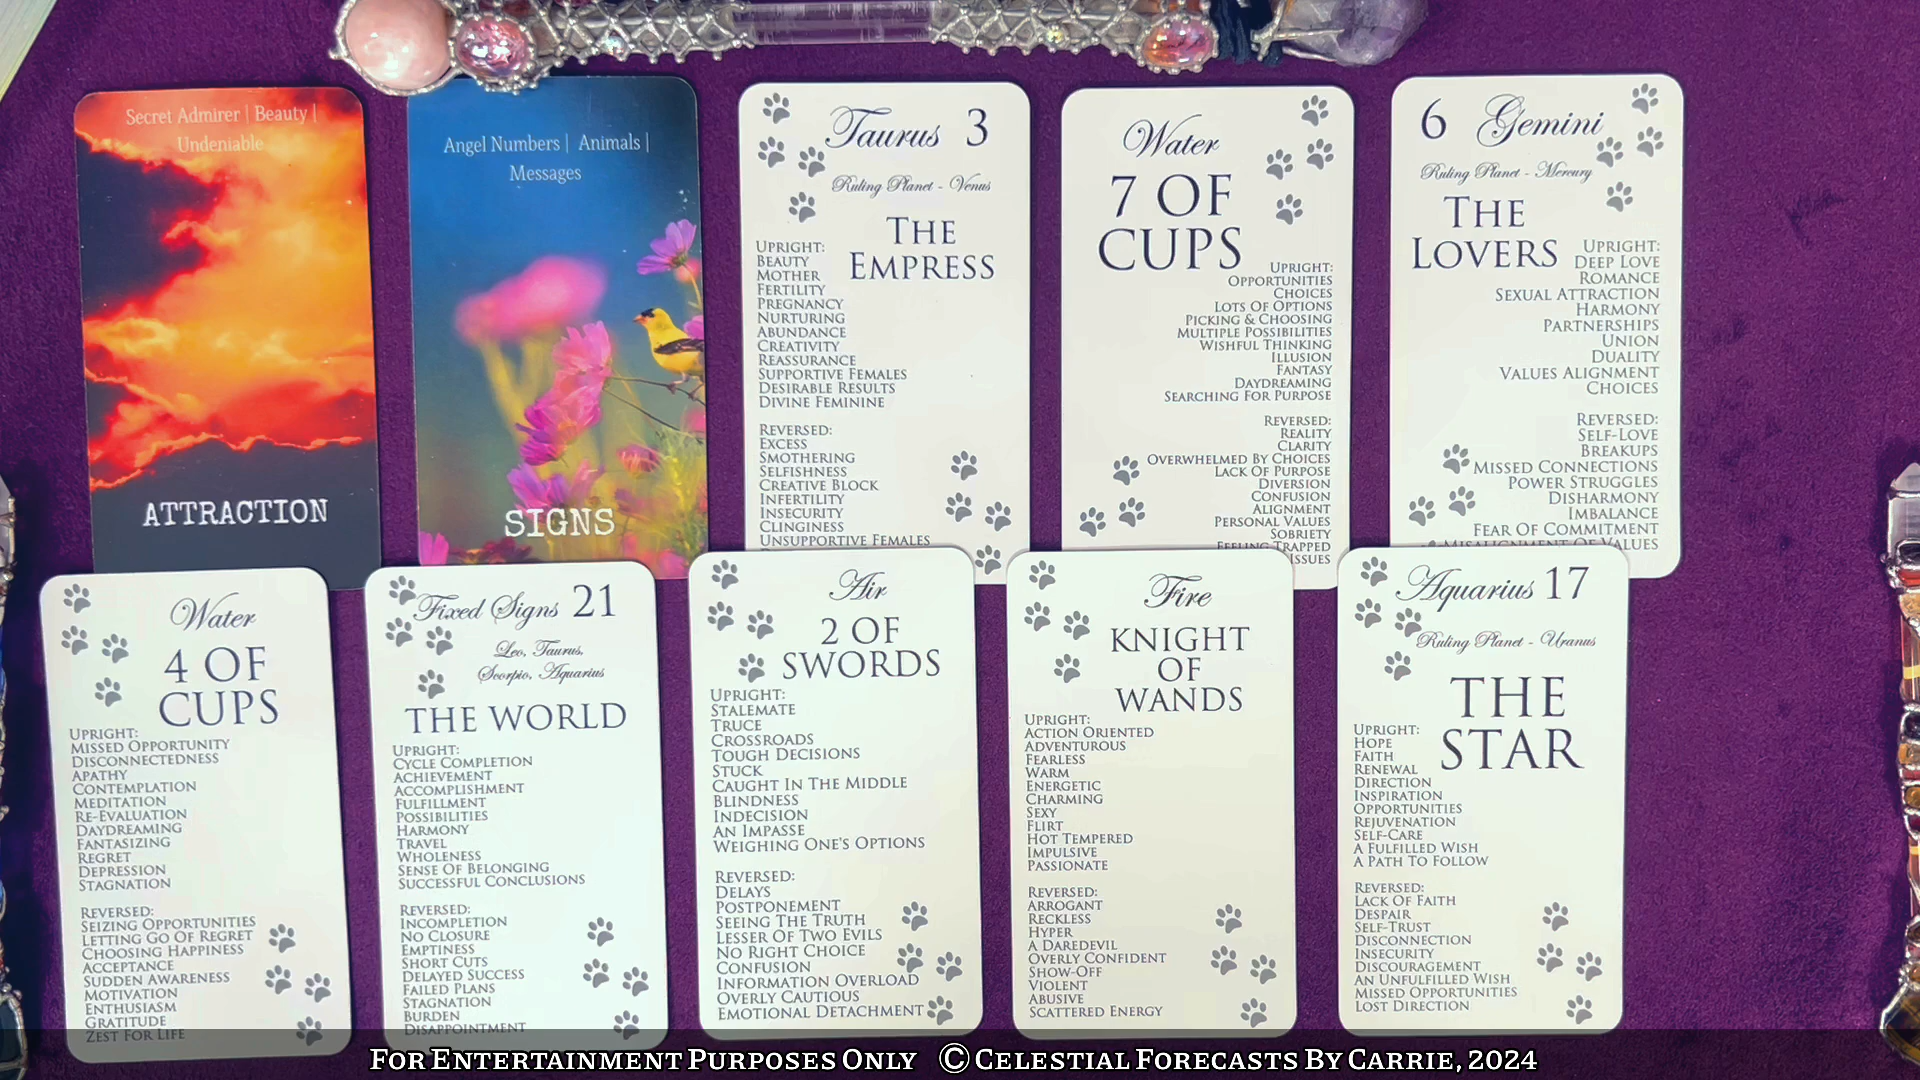 Secret Admirer | Beauty |
Undeniable
ATTRACTION
Angel Numbers | Animals |
Messages
SIGNS
Taurus 3
Ruling Planet - Venus
THE
EMPRESS
UPRIGHT:
BEAUTY
MOTHER
FERTILITY
PREGNANCY
NURTURING
ABUNDANCE
CREATIVITY
REASSURANCE
SUPPORTIVE FEMALES
DESIRABLE RESULTS
DIVINE FEMININE
REVERSED:
EXCESS
SMOTHERING
SELFISHNESS
CREATIVE BLOCK
INFERTILITY
INSECURITY
CLINGINESS
UNSUPPORTIVE FEMALES
Water
7 OF
CUPS
UPRIGHT:
OPPORTUNITIES
CHOICES
LOTS OF OPTIONS
PICKING & CHOOSING
MULTIPLE POSSIBILITIES
WISHFUL THINKING
ILLUSION
FANTASY
DAYDREAMING
SEARCHING FOR PURPOSE
REVERSED:
REALITY
CLARITY
OVERWHELMED BY CHOICES
LACK OF PURPOSE
DIVERSION
CONFUSION
ALIGNMENT
PERSONAL VALUES
SOBRIETY
FEELING TRAPPED
ISSUES
6 Gemini
Ruling Planet - Mercury
THE
LOVERS
UPRIGHT:
DEEP LOVE
ROMANCE
SEXUAL ATTRACTION
HARMONY
PARTNERSHIPS
UNION
DUALITY
VALUES ALIGNMENT
CHOICES
REVERSED:
SELF-LOVE
BREAKUPS
MISSED CONNECTIONS
POWER STRUGGLES
DISHARMONY
IMBALANCE
FEAR OF COMMITMENT
MISALIGNMENT OF VALUES
Water
4 OF
CUPS
UPRIGHT:
MISSED OPPORTUNITY
DISCONNECTEDNESS
APATHY
CONTEMPLATION
MEDITATION
RE-EVALUATION
DAYDREAMING
FANTASIZING
REGRET
DEPRESSION
STAGNATION
REVERSED:
SEIZING OPPORTUNITIES
LETTING GO OF REGRET
CHOOSING HAPPINESS
ACCEPTANCE
SUDDEN AWARENESS
MOTIVATION
ENTHUSIASM
GRATITUDE
ZEST FOR LIFE
Fixed Signs 21
Leo, Taurus,
Scorpio, Aquarius
THE WORLD
UPRIGHT:
CYCLE COMPLETION
ACHIEVEMENT
ACCOMPLISHMENT
FULFILLMENT
POSSIBILITIES
HARMONY
TRAVEL
WHOLENESS
SENSE OF BELONGING
SUCCESSFUL CONCLUSIONS
REVERSED:
INCOMPLETION
NO CLOSURE
EMPTINESS
SHORT CUTS
DELAYED SUCCESS
FAILED PLANS
STAGNATION
BURDEN
DISAPPOINTMENT
Air
2 OF
SWORDS
UPRIGHT:
STALEMATE
TRUCE
CROSSROADS
TOUGH DECISIONS
STUCK
CAUGHT IN THE MIDDLE
BLINDNESS
INDECISION
AN IMPASSE
WEIGHING ONE'S OPTIONS
REVERSED:
DELAYS
POSTPONEMENT
SEEING THE TRUTH
LESSER OF TWO EVILS
NO RIGHT CHOICE
CONFUSION
INFORMATION OVERLOAD
OVERLY CAUTIOUS
EMOTIONAL DETACHMENT
Fire
KNIGHT
OF
WANDS
UPRIGHT:
ACTION ORIENTED
ADVENTUROUS
FEARLESS
WARM
ENERGETIC
CHARMING
SEXY
FLIRT
HOT TEMPERED
IMPULSIVE
PASSIONATE
REVERSED:
ARROGANT
RECKLESS
HYPER
A DAREDEVIL
OVERLY CONFIDENT
SHOW-OFF
VIOLENT
ABUSIVE
SCATTERED ENERGY
Aquarius 17
Ruling Planet - Uranus
THE
STAR
UPRIGHT:
HOPE
FAITH
RENEWAL
DIRECTION
INSPIRATION
OPPORTUNITIES
REJUVENATION
SELF-CARE
A FULFILLED WISH
A PATH TO FOLLOW
REVERSED:
LACK OF FAITH
DESPAIR
SELF-TRUST
DISCONNECTION
INSECURITY
DISCOURAGEMENT
AN UNFULFILLED WISH
MISSED OPPORTUNITIES
LOST DIRECTION
FOR ENTERTAINMENT PURPOSES ONLY © CELESTIAL FORECASTS BY CARRIE, 2024